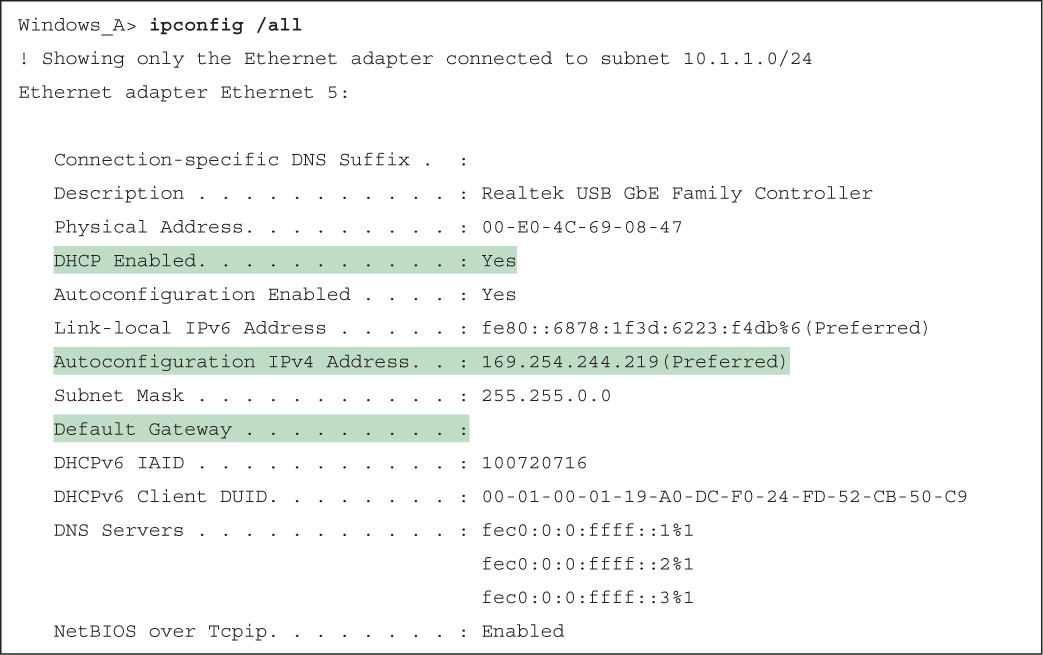 Windows_A> ipconfig /all
! Showing only the Ethernet adapter connected to subnet 10.1.1.0/24
Ethernet adapter Ethernet 5:
Connection-specific DNS Suffix . :
Description . . . . . . . . . . . : Realtek USB GbE Family Controller
Physical Address. . . . . . . . . : 00-E0-4C-69-08-47
DHCP Enabled. . . . . . . . . . . : Yes
Autoconfiguration Enabled . . . . : Yes
Link-local IPv6 Address . . . . . : fe80::6878:1f3d:6223:f4db%6(Preferred)
Autoconfiguration IPv4 Address. . : 169.254.244.219(Preferred)
Subnet Mask . . . . . . . . . . . : 255.255.0.0
Default Gateway . . . . . . . . . :
DHCPv6 IAID . . . . . . . . . . . : 100720716
DHCPv6 Client DUID. . . . . . . . : 00-01-00-01-19-A0-DC-F0-24-FD-52-CB-50-C9
DNS Servers . . . . . . . . . . . : fec0:0:0:ffff::1%1
fec0:0:0:ffff::2%1
fec0:0:0:ffff::3%1
NetBIOS over Tcpip. . . . . . . . : Enabled